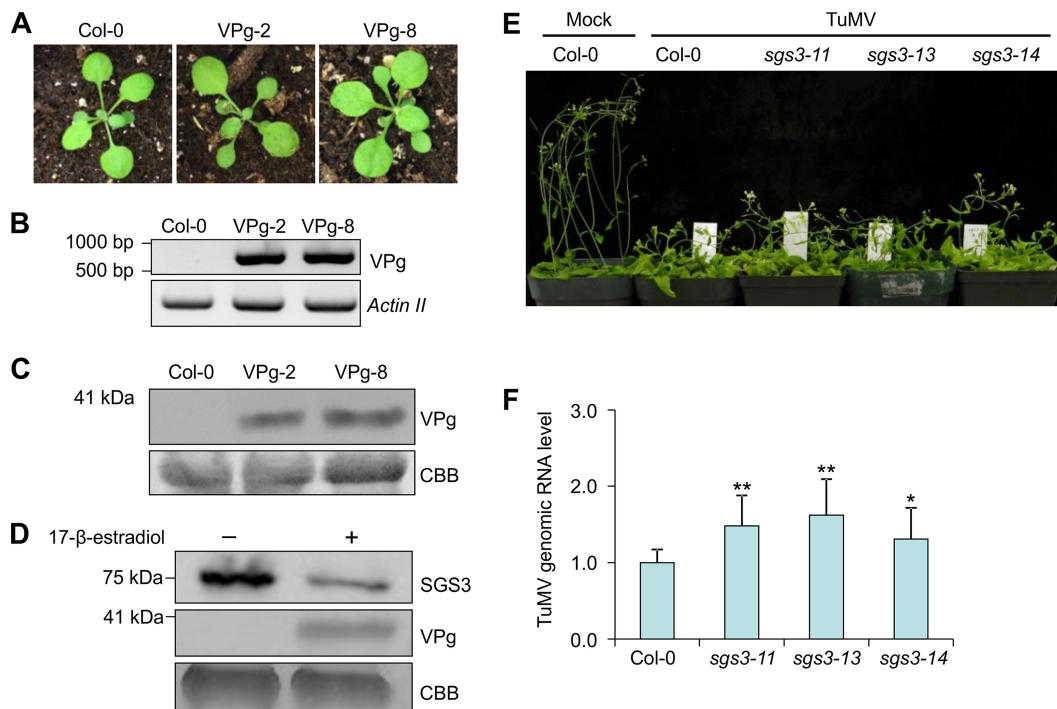 A
Col-0 VPg-2 VPg-8
B
Col-0 VPg-2 VPg-8
1000 bp
500 bp
VPg
Actin II
C
Col-0 VPg-2 VPg-8
41 kDa
VPg
CBB
D
17-β-estradiol − +
75 kDa
SGS3
41 kDa
VPg
CBB
E
Mock TuMV
Col-0 Col-0 sgs3-11 sgs3-13 sgs3-14
F
TuMV genomic RNA level
3.0
2.0
1.0
0.0
** ** *
Col-0 sgs3-11 sgs3-13 sgs3-14